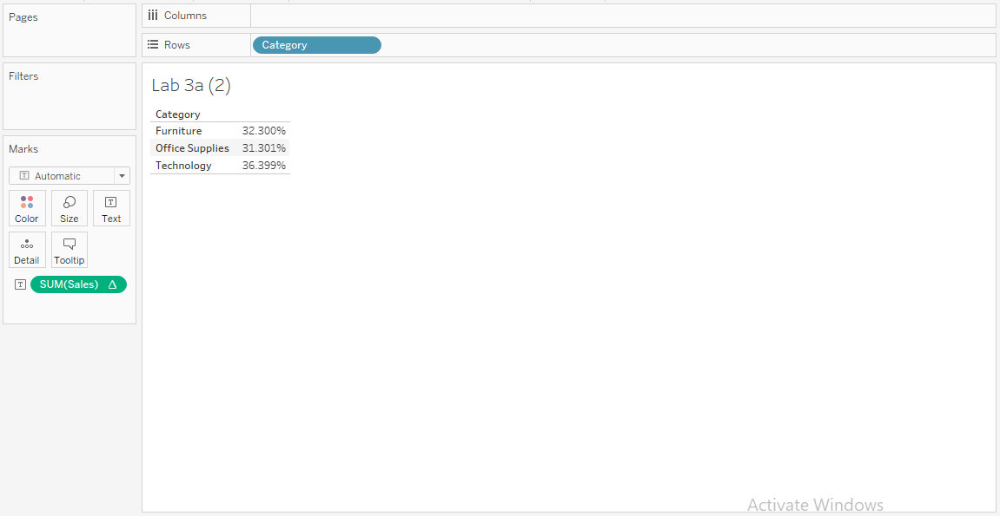 Pages
Columns
Rows
Category
Filters
Marks
Automatic
Color
Size
Text
Detail
Tooltip
SUM(Sales) Δ
Lab 3a (2)
Category
Furniture 32.300%
Office Supplies 31.301%
Technology 36.399%
Activate Windows